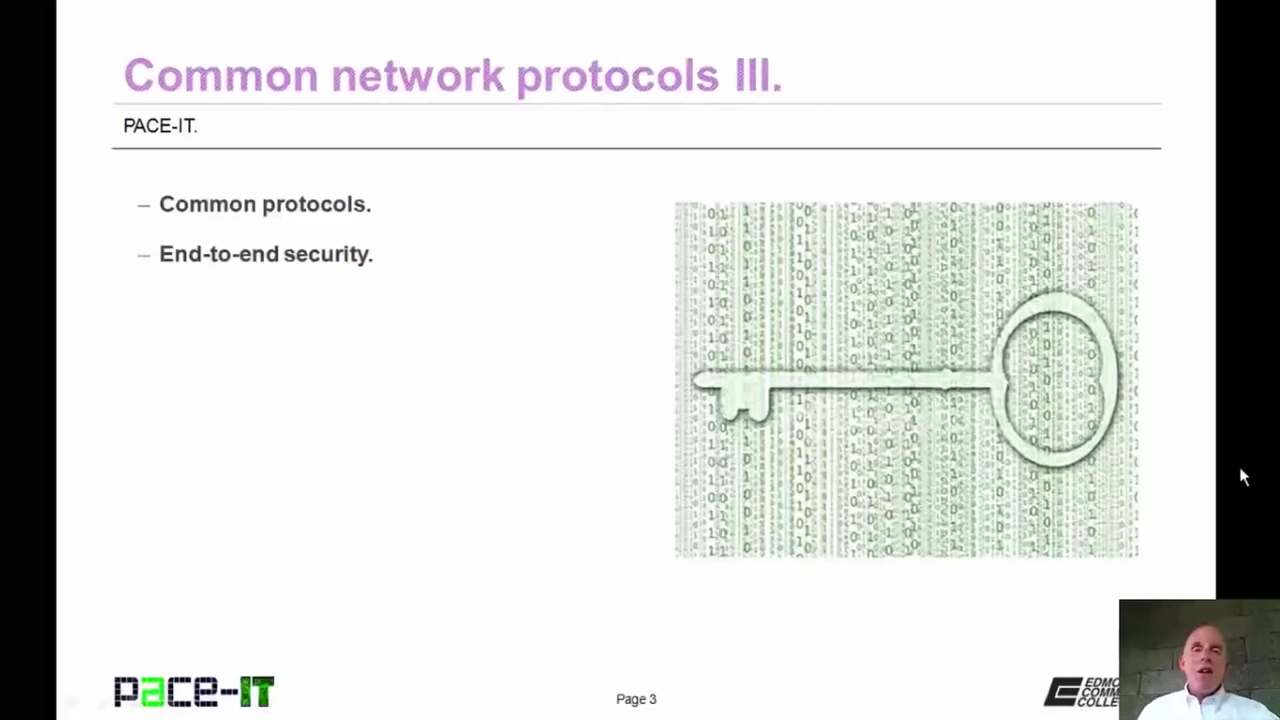 Common network protocols III.
PACE-IT.
– Common protocols.
– End-to-end security.
pace-IT
Page 3